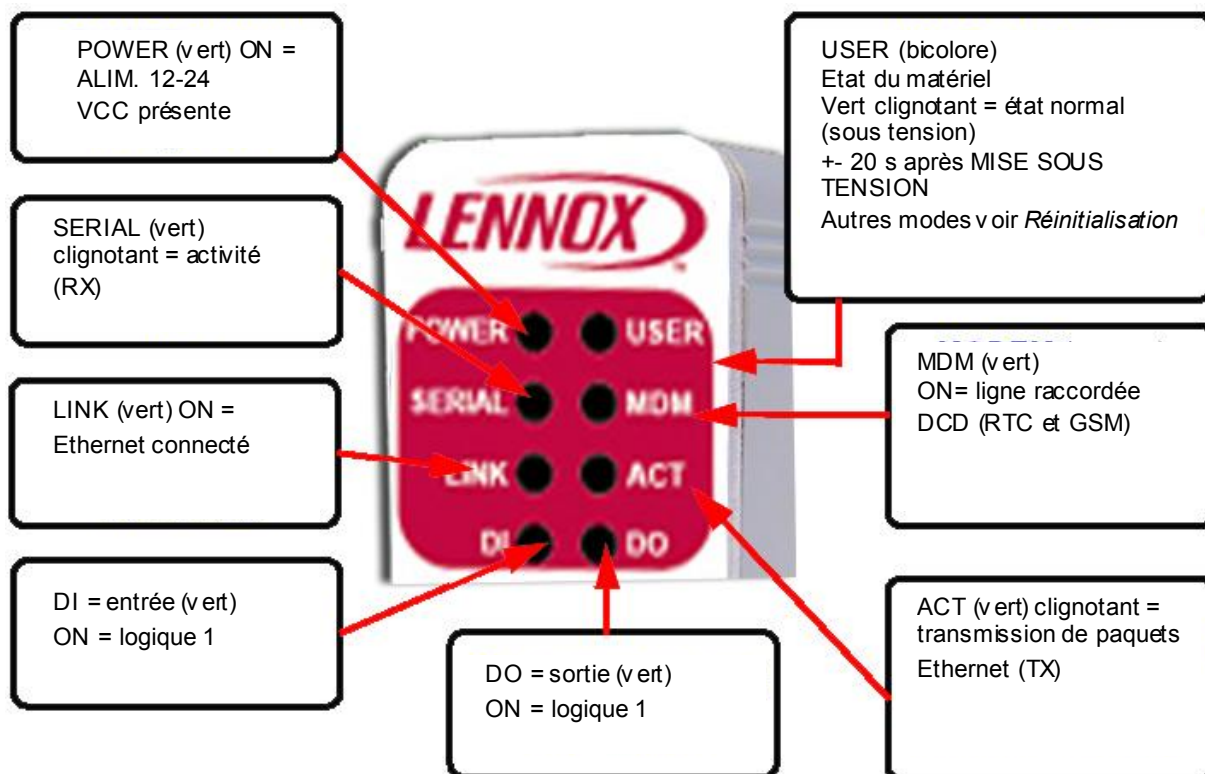 POWER (vert) ON =
ALIM. 12-24
VCC présente
SERIAL (vert)
clignotant = activité
(RX)
LINK (vert) ON =
Ethernet connecté
DI = entrée (vert)
ON = logique 1
LENNOX
TM
POWER USER
SERIAL MDM
LINK ACT
DI DO
DO = sortie (vert)
ON = logique 1
USER (bicolore)
Etat du matériel
Vert clignotant = état normal
(sous tension)
+- 20 s après MISE SOUS
TENSION
Autres modes voir Réinitialisation
MDM (vert)
ON= ligne raccordée
DCD (RTC et GSM)
ACT (vert) clignotant =
transmission de paquets
Ethernet (TX)